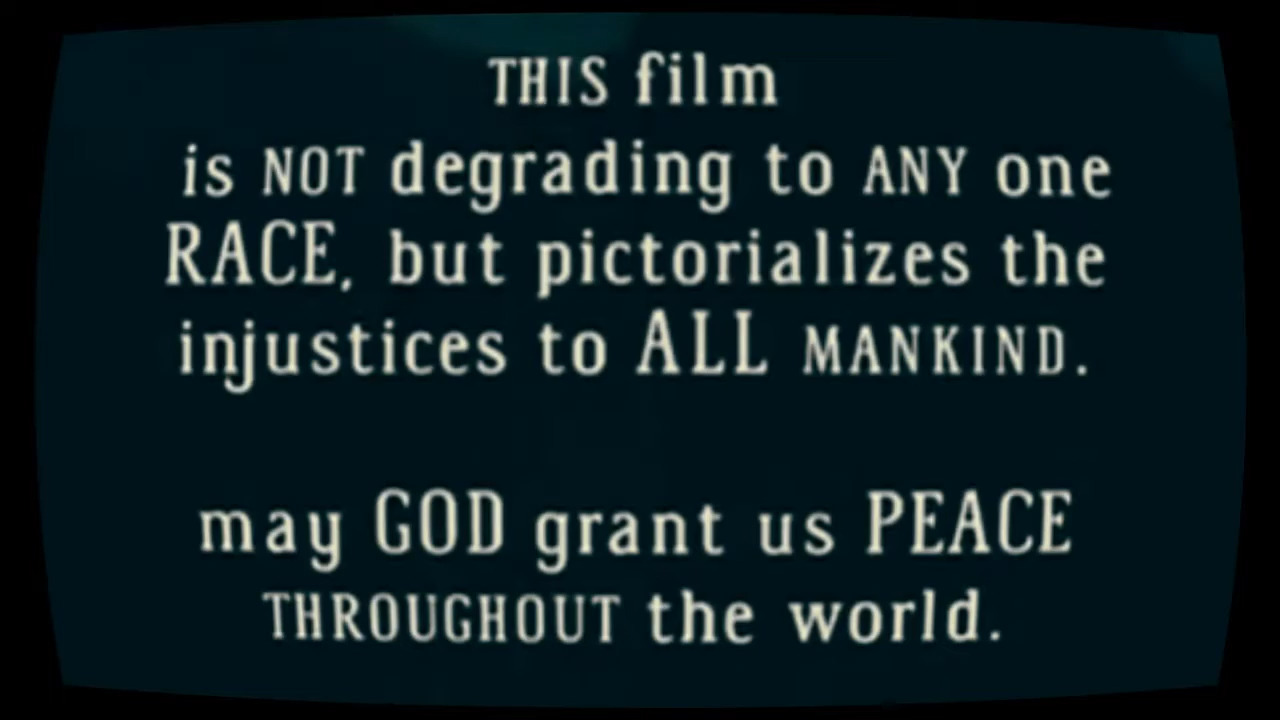 THIS film
is NOT degrading to ANY one
RACE, but pictorializes the
injustices to ALL MANKIND.
may GOD grant us PEACE
THROUGHOUT the world.